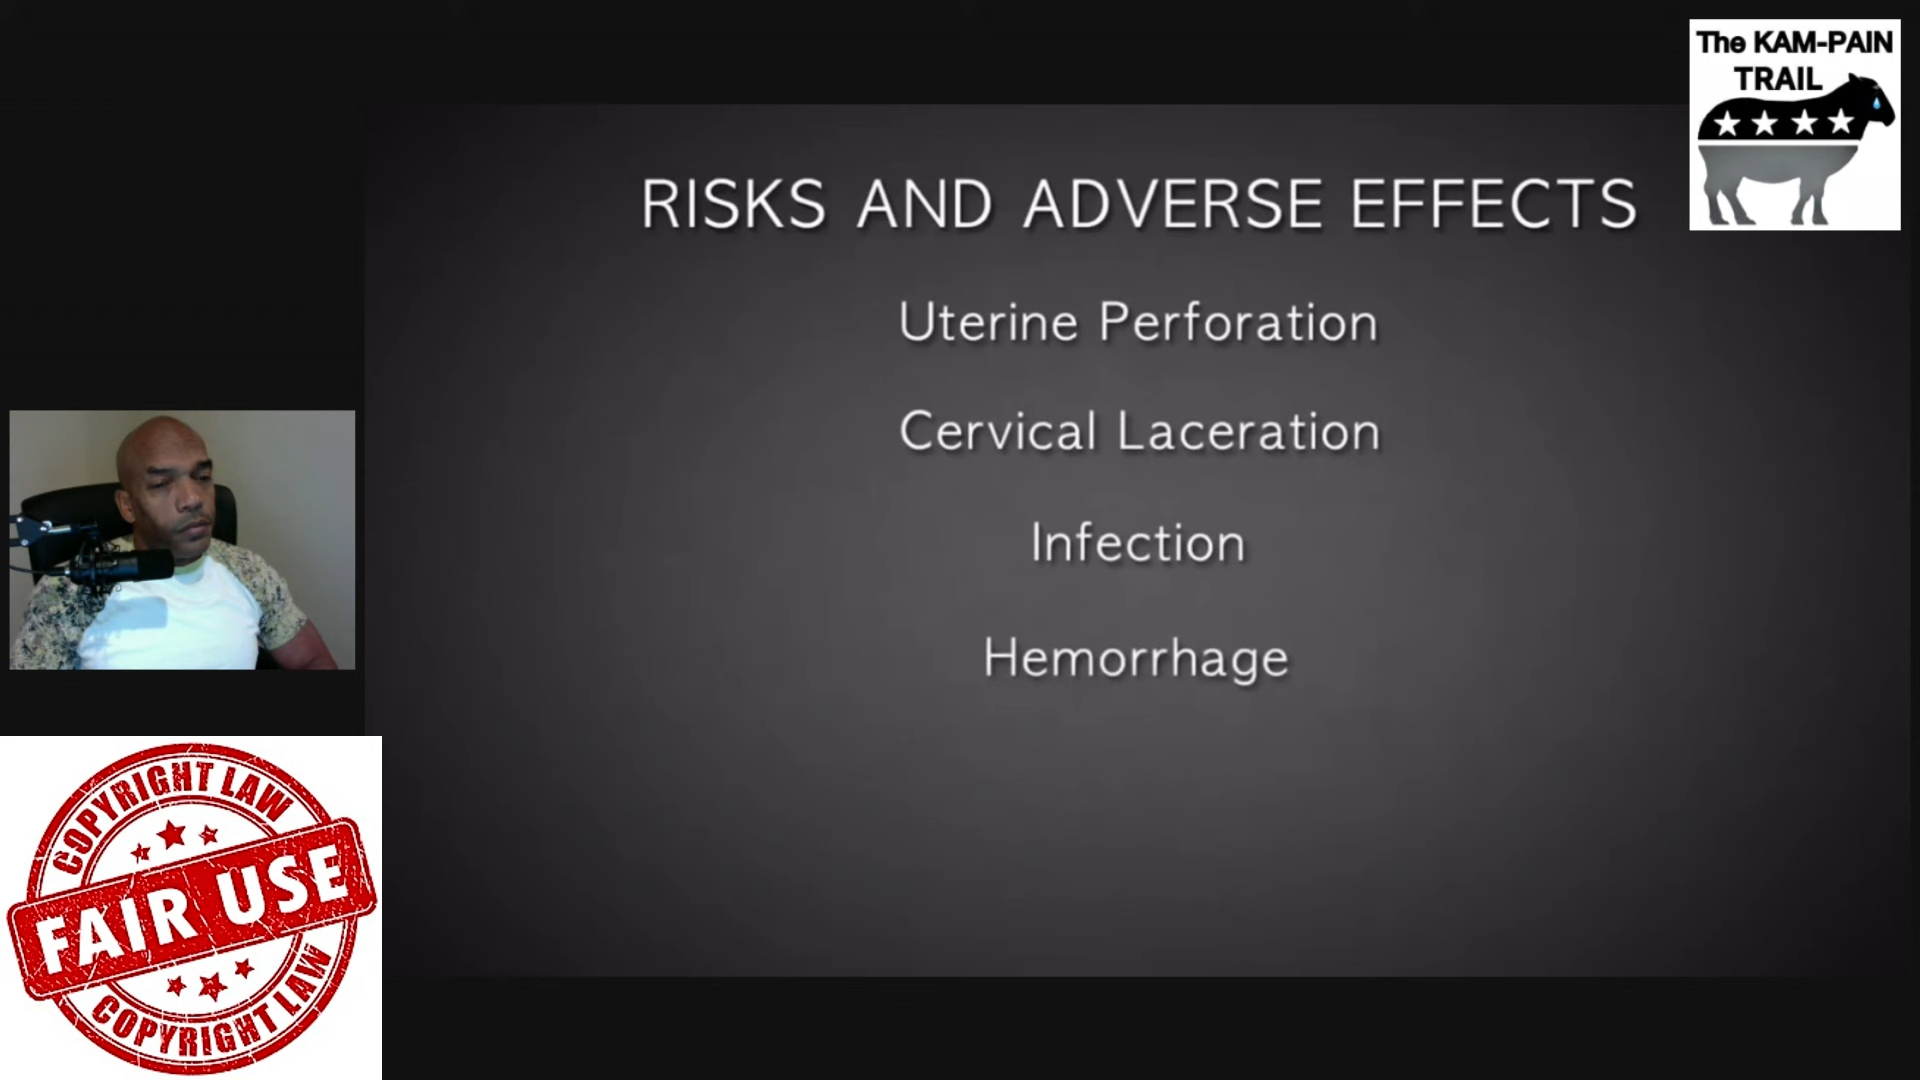 The KAM-PAIN
TRAIL
RISKS AND ADVERSE EFFECTS
Uterine Perforation
Cervical Laceration
Infection
Hemorrhage
COPYRIGHT LAW
FAIR USE
COPYRIGHT LAW